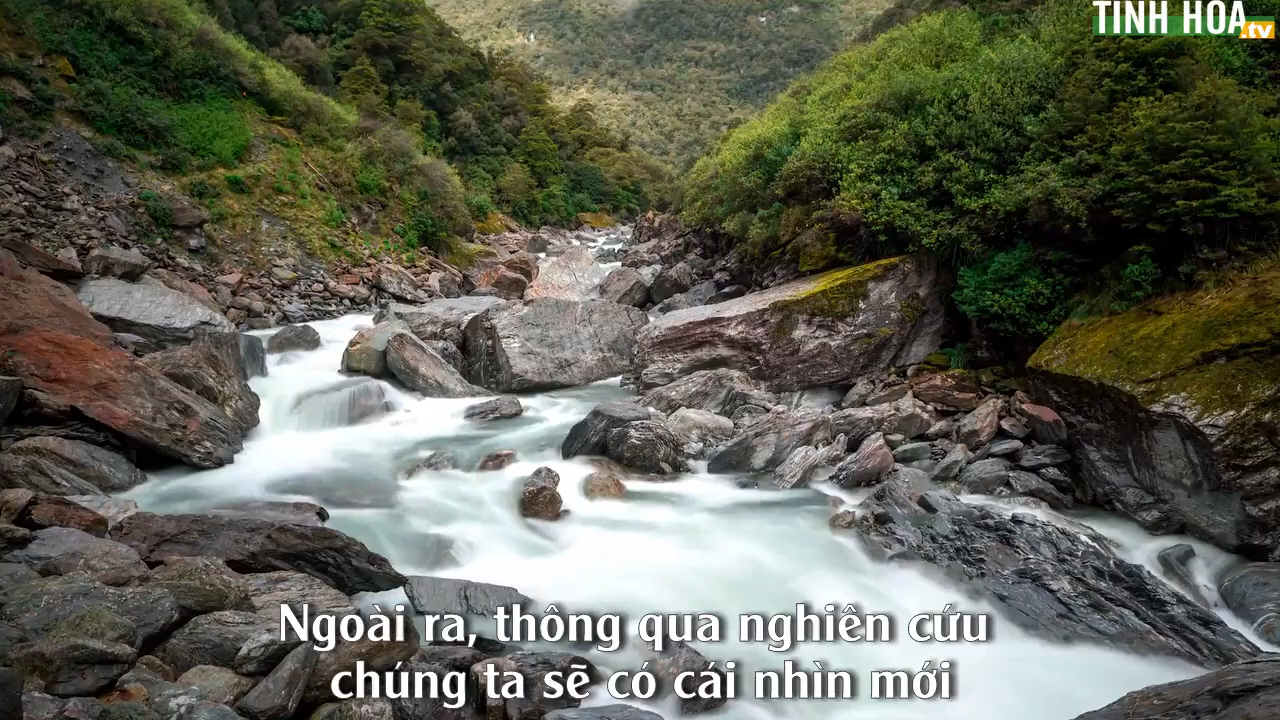 TINH HOA
.tv
Ngoài ra, thông qua nghiên cứu
chúng ta sẽ có cái nhìn mới